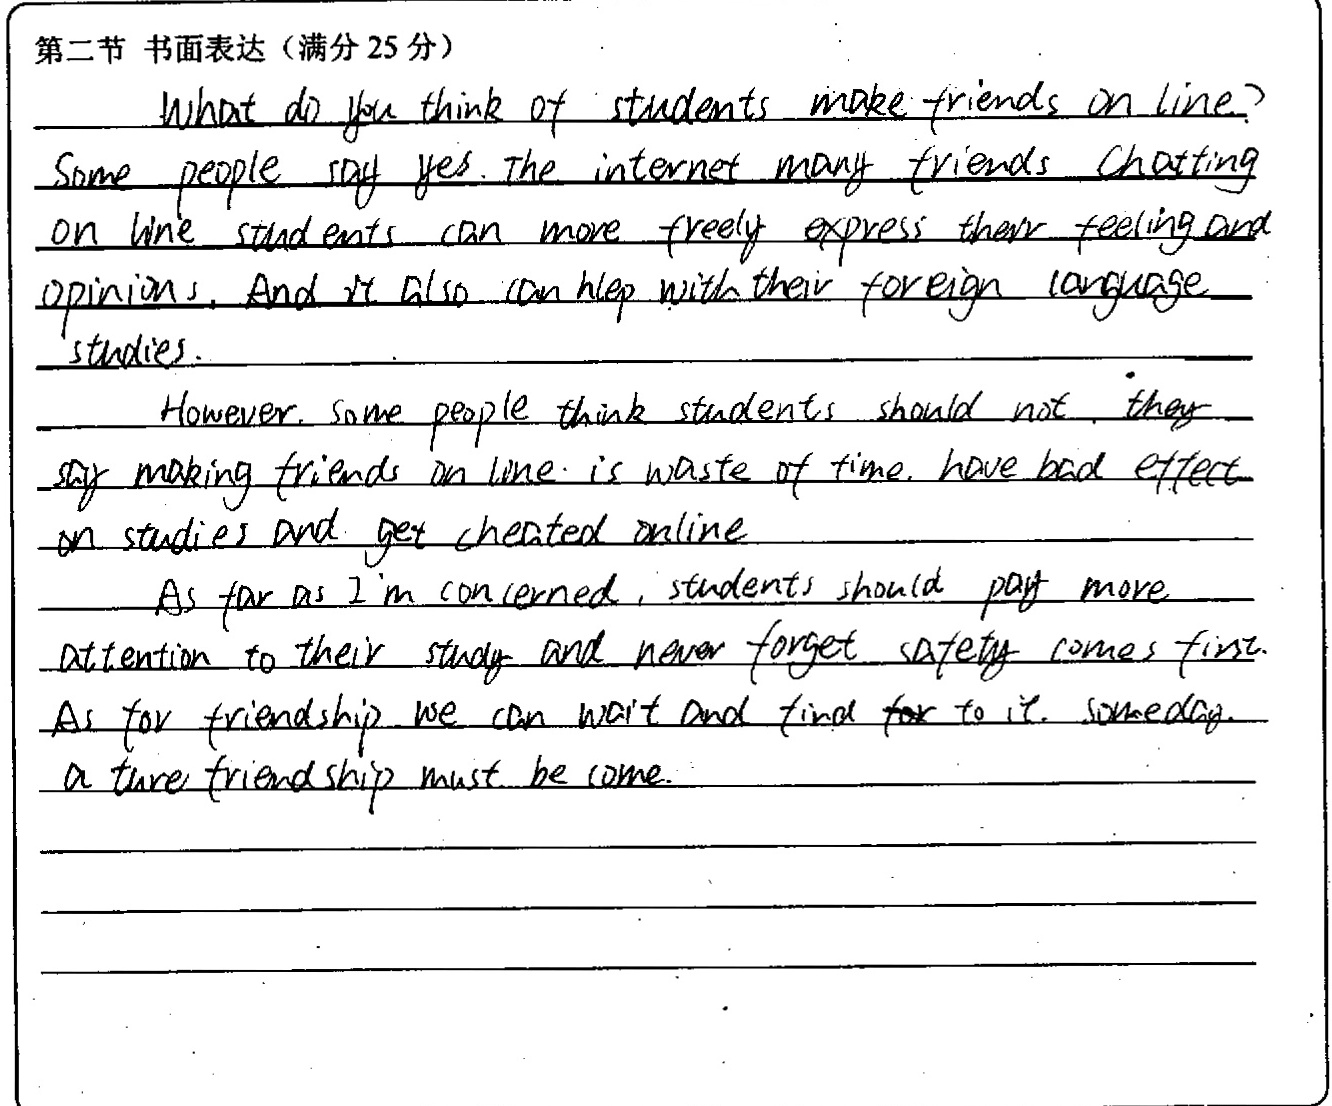 第二节 书面表达（满分 25 分）
What do you think of students make friends on line?
Some people say yes. The internet many friends Chatting
on line students can more freely express their feeling and
opinions. And it also can hlep with their foreign language
studies.
However. some people think students should not. they
say making friends on line. is waste of time. have bad effect
on studies and get cheated online
As far as I'm concerned, students should pay more
attention to their study and never forget safety comes first.
As for friendship we can wait and find to it. someday.
a ture friendship must be come.